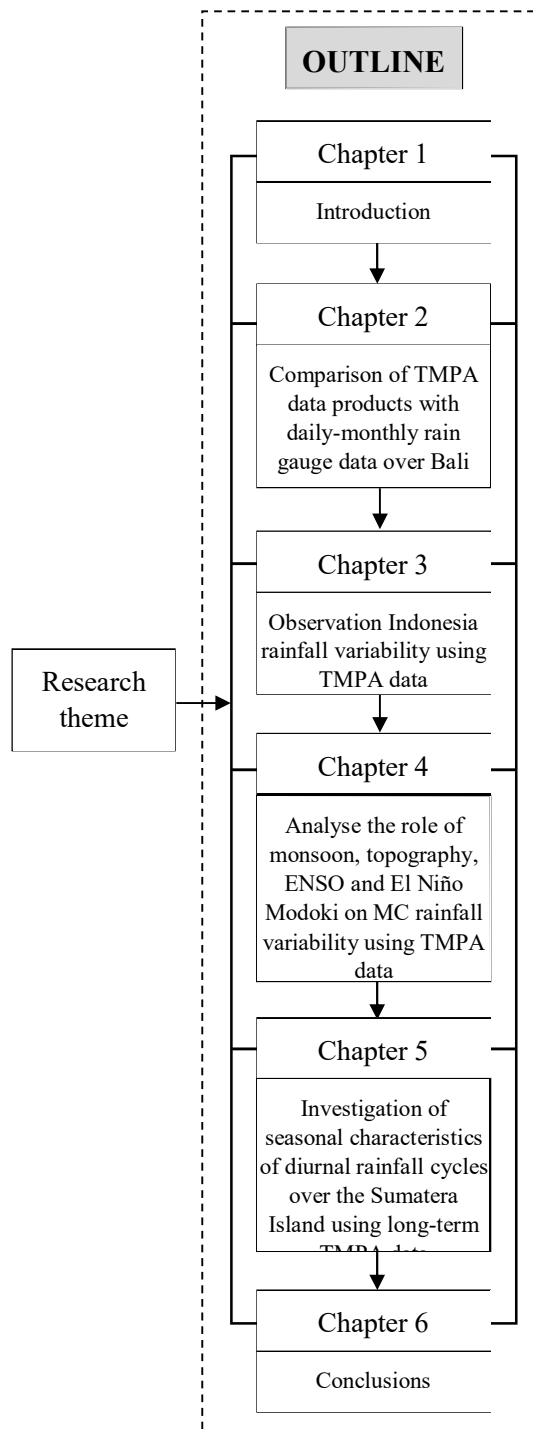 OUTLINE
Chapter 1
Introduction
Chapter 2
Comparison of TMPA
data products with
daily-monthly rain
gauge data over Bali
Chapter 3
Observation Indonesia
rainfall variability using
TMPA data
Research
theme
Chapter 4
Analyse the role of
monsoon, topography,
ENSO and El Niño
Modoki on MC rainfall
variability using TMPA
data
Chapter 5
Investigation of
seasonal characteristics
of diurnal rainfall cycles
over the Sumatera
Island using long-term
TMPA data
Chapter 6
Conclusions